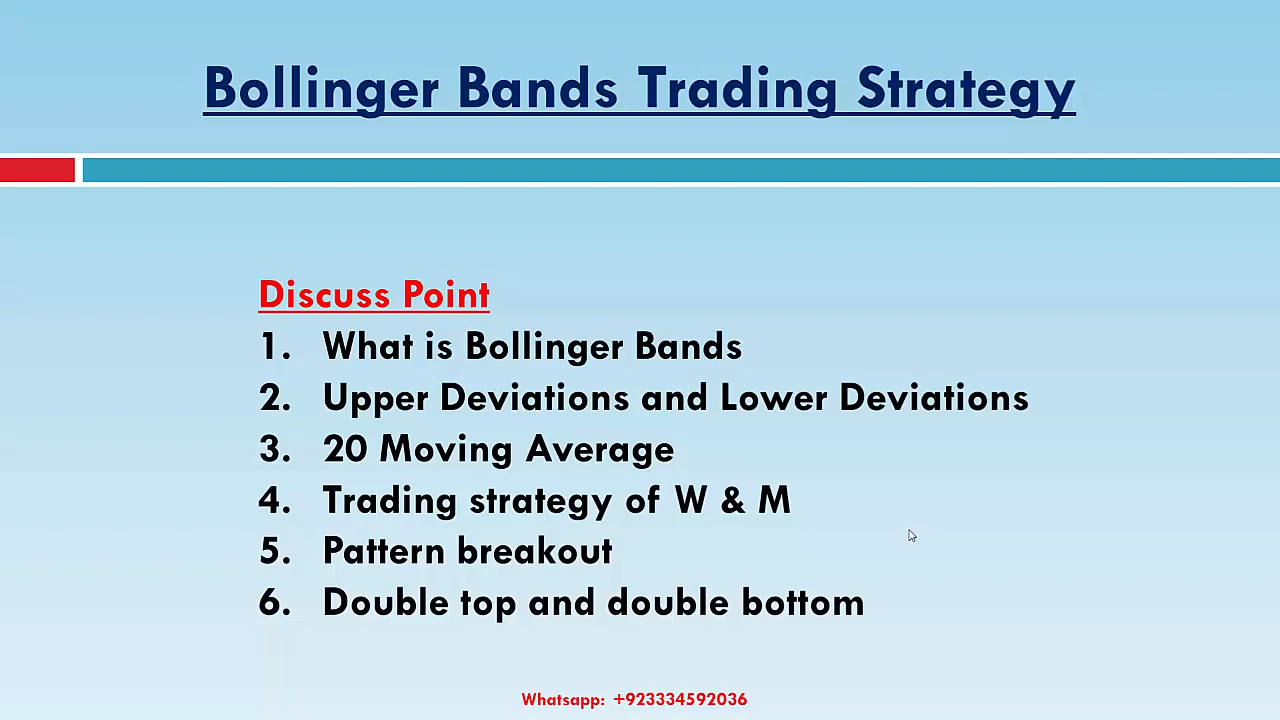 Bollinger Bands Trading Strategy
Discuss Point
1. What is Bollinger Bands
2. Upper Deviations and Lower Deviations
3. 20 Moving Average
4. Trading strategy of W & M
5. Pattern breakout
6. Double top and double bottom
Whatsapp: +923334592036